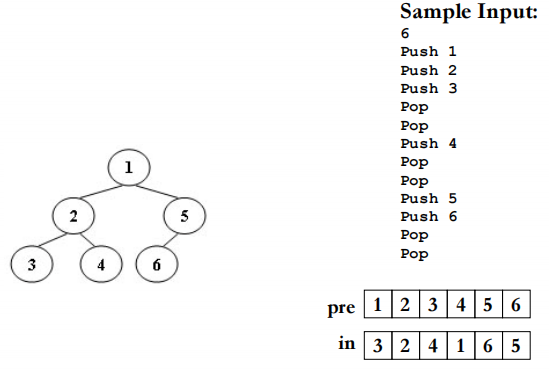 Sample Input:
6
Push 1
Push 2
Push 3
Pop
Pop
Push 4
Pop
Pop
Push 5
Push 6
Pop
Pop
1
2 5
3 4 6
pre 1 2 3 4 5 6
in 3 2 4 1 6 5